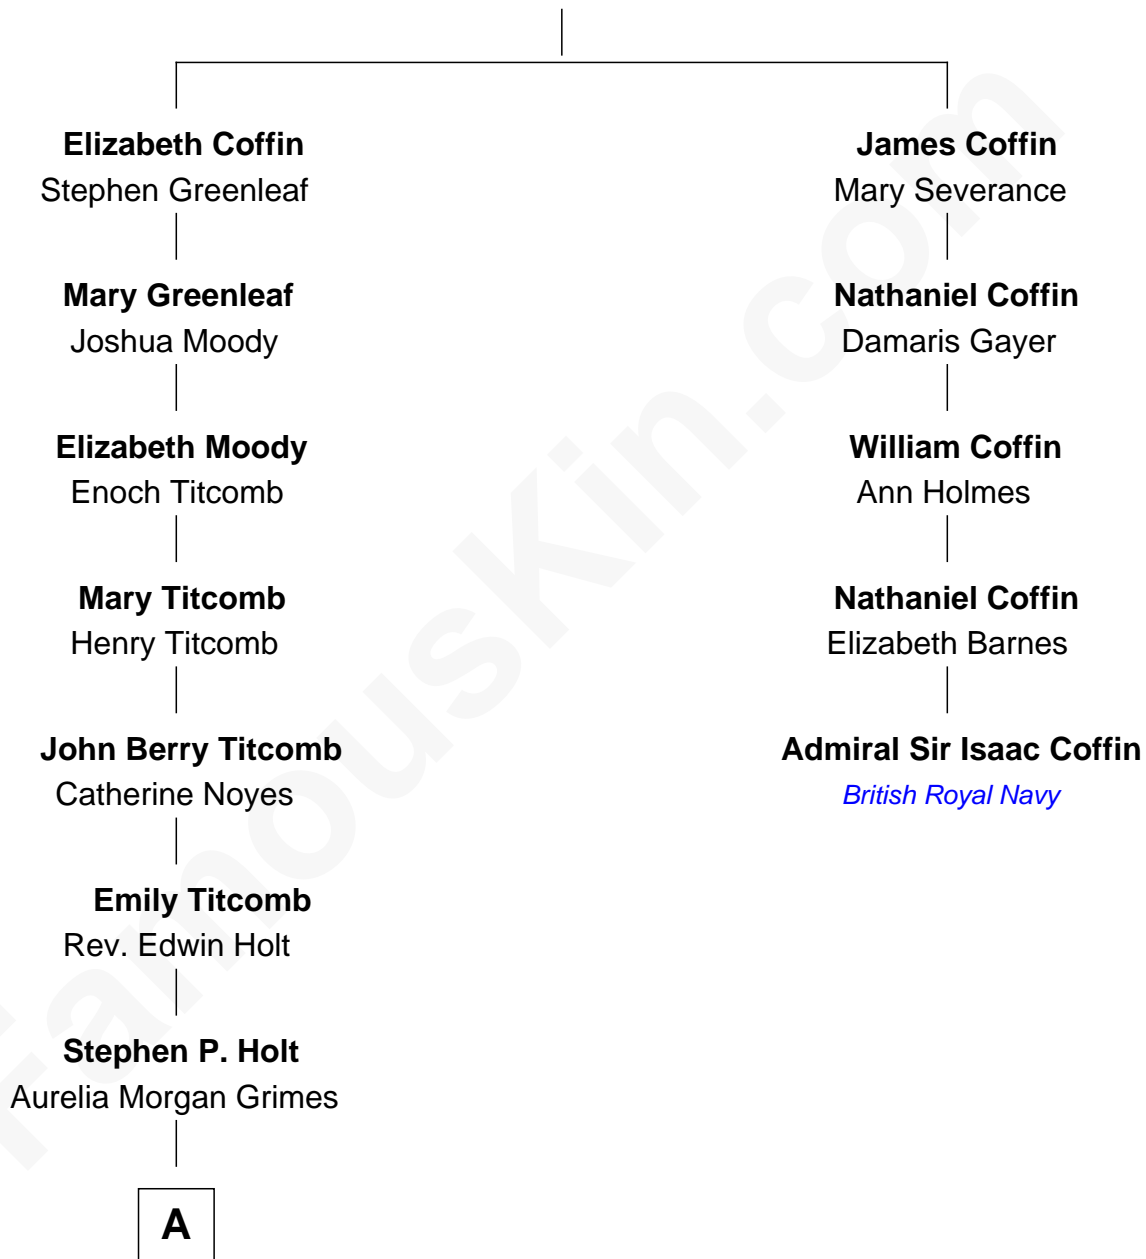 Elizabeth Coffin
Stephen Greenleaf
Mary Greenleaf
Joshua Moody
Elizabeth Moody
Enoch Titcomb
Mary Titcomb
Henry Titcomb
John Berry Titcomb
Catherine Noyes
Emily Titcomb
Rev. Edwin Holt
Stephen P. Holt
Aurelia Morgan Grimes
A
James Coffin
Mary Severance
Nathaniel Coffin
Damaris Gayer
William Coffin
Ann Holmes
Nathaniel Coffin
Elizabeth Barnes
Admiral Sir Isaac Coffin
British Royal Navy
FamousKin.com